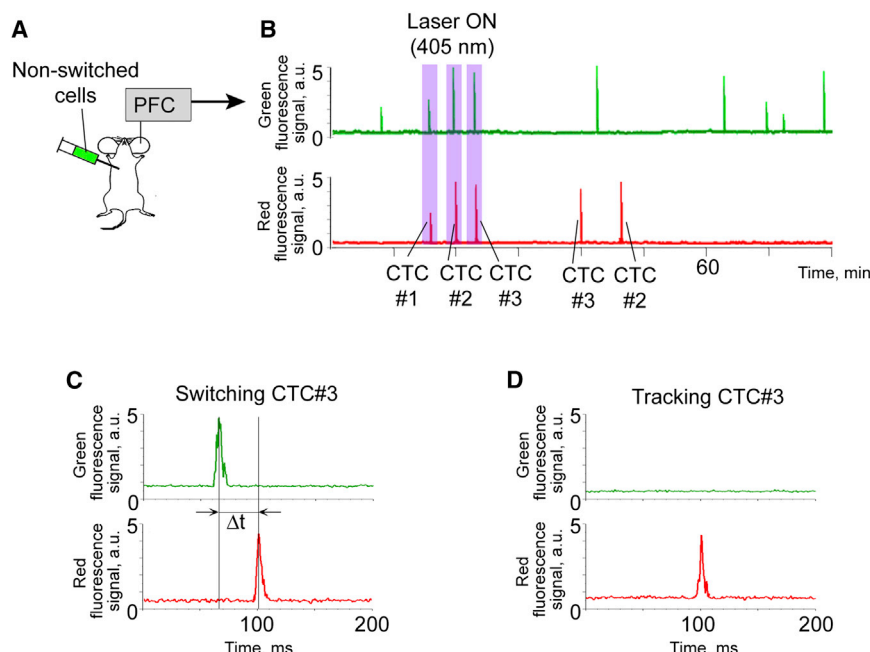 A
Non-switched
cells
PFC
B
Laser ON
(405 nm)
Green
fluorescence
signal, a.u.
5
0
Red
fluorescence
signal, a.u.
5
0
CTC
#1
CTC
#2
CTC
#3
CTC
#3
CTC
#2
60
Time, min
C
Switching CTC#3
Green
fluorescence
signal, a.u.
5
0
Δt
Red
fluorescence
signal, a.u.
5
0
100
200
Time, ms
D
Tracking CTC#3
Green
fluorescence
signal, a.u.
5
0
Red
fluorescence
signal, a.u.
5
0
100
200
Time, ms